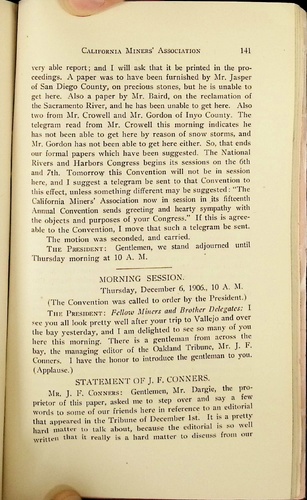 CALIFORNIA MINERS' ASSOCIATION 141
very able report; and I will ask that it be printed in the pro-
ceedings. A paper was to have been furnished by Mr. Jasper
of San Diego County, on precious stones, but he is unable to
get here. Also a paper by Mr. Baird, on the reclamation of
the Sacramento River, and he has been unable to get here. Also
two from Mr. Crowell and Mr. Gordon of Inyo County. The
telegram read from Mr. Crowell this morning indicates he
has not been able to get here by reason of snow storms, and
Mr. Gordon has not been able to get here either. So, that ends
our formal papers which have been suggested. The National
Rivers and Harbors Congress begins its sessions on the 6th
and 7th. Tomorrow this Convention will not be in session
here, and I suggest a telegram be sent to that Convention to
this effect, unless something different may be suggested: "The
California Miners' Association now in session in its fifteenth
Annual Convention sends greeting and hearty sympathy with
the objects and purposes of your Congress." If this is agree-
able to the Convention, I move that such a telegram be sent.
The motion was seconded, and carried.
THE PRESIDENT: Gentlemen, we stand adjourned until
Thursday morning at 10 A. M.
MORNING SESSION.
Thursday, December 6, 1906., 10 A. M.
(The Convention was called to order by the President.)
THE PRESIDENT: Fellow Miners and Brother Delegates: I
see you all look pretty well after your trip to Vallejo and over
the bay yesterday, and I am delighted to see so many of you
here this morning. There is a gentleman from across the
bay, the managing editor of the Oakland Tribune, Mr. J. F.
Conners. I have the honor to introduce the gentleman to you.
(Applause.)
STATEMENT OF J. F. CONNERS.
MR. J. F. CONNERS: Gentlemen, Mr. Dargie, the pro-
prietor of this paper, asked me to step over and say a few
words to some of our friends here in reference to an editorial
that appeared in the Tribune of December 1st. It is a pretty
hard matter to talk about, because the editorial is so well
written that it really is a hard matter to discuss from our